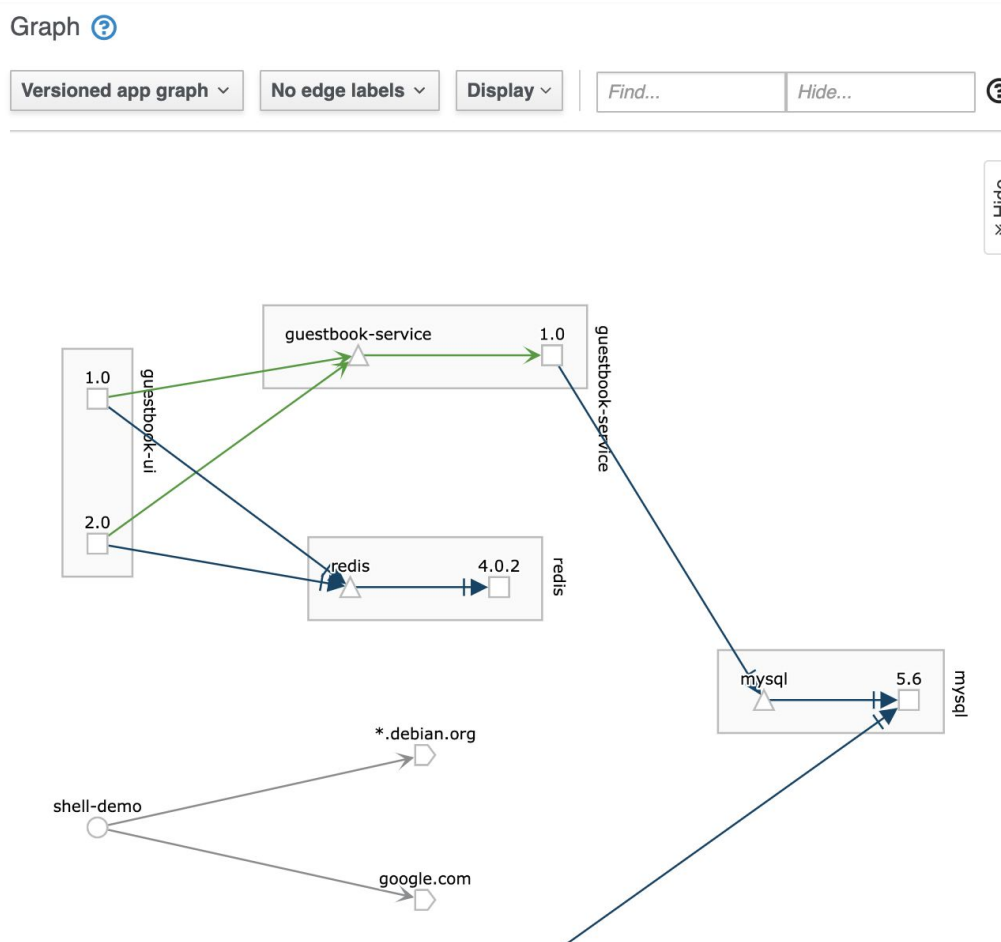 Graph ?
Versioned app graph
No edge labels
Display
Find...
Hide...
?
Hide
guestbook-service
1.0
guestbook-service
1.0
guestbook-ui
2.0
redis
4.0.2
redis
mysql
5.6
mysql
*.debian.org
shell-demo
google.com